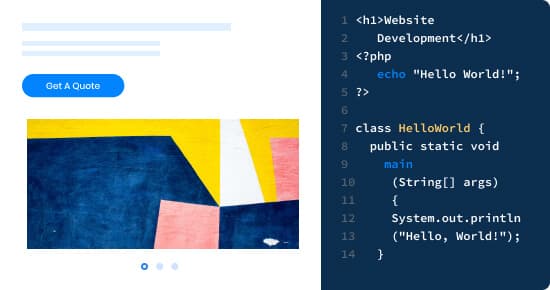 Get A Quote
1 <h1>Website
2 Development</h1>
3 <?php
4 echo "Hello World!";
5 ?>
6
7 class HelloWorld {
8 public static void
9 main
10 (String[] args)
11 {
12 System.out.println
13 ("Hello, World!");
14 }